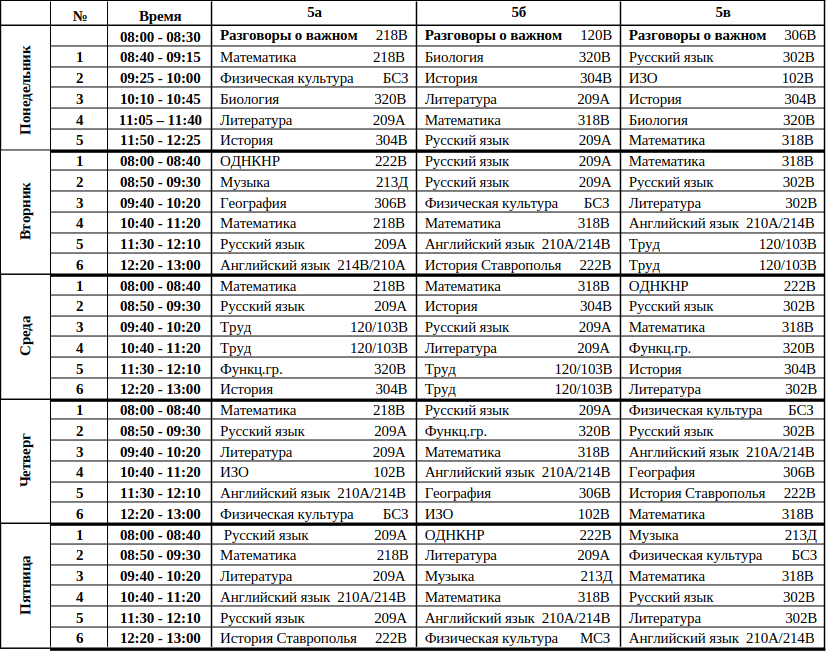 № Время 5а 5б 5в
Понедельник
08:00 - 08:30 Разговоры о важном 218В Разговоры о важном 120В Разговоры о важном 306В
1 08:40 - 09:15 Математика 218В Биология 320В Русский язык 302В
2 09:25 - 10:00 Физическая культура БСЗ История 304В ИЗО 102В
3 10:10 - 10:45 Биология 320В Литература 209А История 304В
4 11:05 – 11:40 Литература 209А Математика 318В Биология 320В
5 11:50 - 12:25 История 304В Русский язык 209А Математика 318В
Вторник
1 08:00 - 08:40 ОДНКНР 222В Русский язык 209А Математика 318В
2 08:50 - 09:30 Музыка 213Д Русский язык 209А Русский язык 302В
3 09:40 - 10:20 География 306В Физическая культура БСЗ Литература 302В
4 10:40 - 11:20 Математика 218В Математика 318В Английский язык 210А/214В
5 11:30 - 12:10 Русский язык 209А Английский язык 210А/214В Труд 120/103В
6 12:20 - 13:00 Английский язык 214В/210А История Ставрополья 222В Труд 120/103В
Среда
1 08:00 - 08:40 Математика 218В Математика 318В ОДНКНР 222В
2 08:50 - 09:30 Русский язык 209А История 304В Русский язык 302В
3 09:40 - 10:20 Труд 120/103В Русский язык 209А Математика 318В
4 10:40 - 11:20 Труд 120/103В Литература 209А Функц.гр. 320В
5 11:30 - 12:10 Функц.гр. 320В Труд 120/103В История 304В
6 12:20 - 13:00 История 304В Труд 120/103В Литература 302В
Четверг
1 08:00 - 08:40 Математика 218В Русский язык 209А Физическая культура БСЗ
2 08:50 - 09:30 Русский язык 209А Функц.гр. 320В Русский язык 302В
3 09:40 - 10:20 Литература 209А Математика 318В Английский язык 210А/214В
4 10:40 - 11:20 ИЗО 102В Английский язык 210А/214В География 306В
5 11:30 - 12:10 Английский язык 210А/214В География 306В История Ставрополья 222В
6 12:20 - 13:00 Физическая культура БСЗ ИЗО 102В Математика 318В
Пятница
1 08:00 - 08:40 Русский язык 209А ОДНКНР 222В Музыка 213Д
2 08:50 - 09:30 Математика 218В Литература 209А Физическая культура БСЗ
3 09:40 - 10:20 Литература 209А Музыка 213Д Математика 318В
4 10:40 - 11:20 Английский язык 210А/214В Математика 318В Русский язык 302В
5 11:30 - 12:10 Русский язык 209А Английский язык 210А/214В Литература 302В
6 12:20 - 13:00 История Ставрополья 222В Физическая культура МСЗ Английский язык 210А/214В